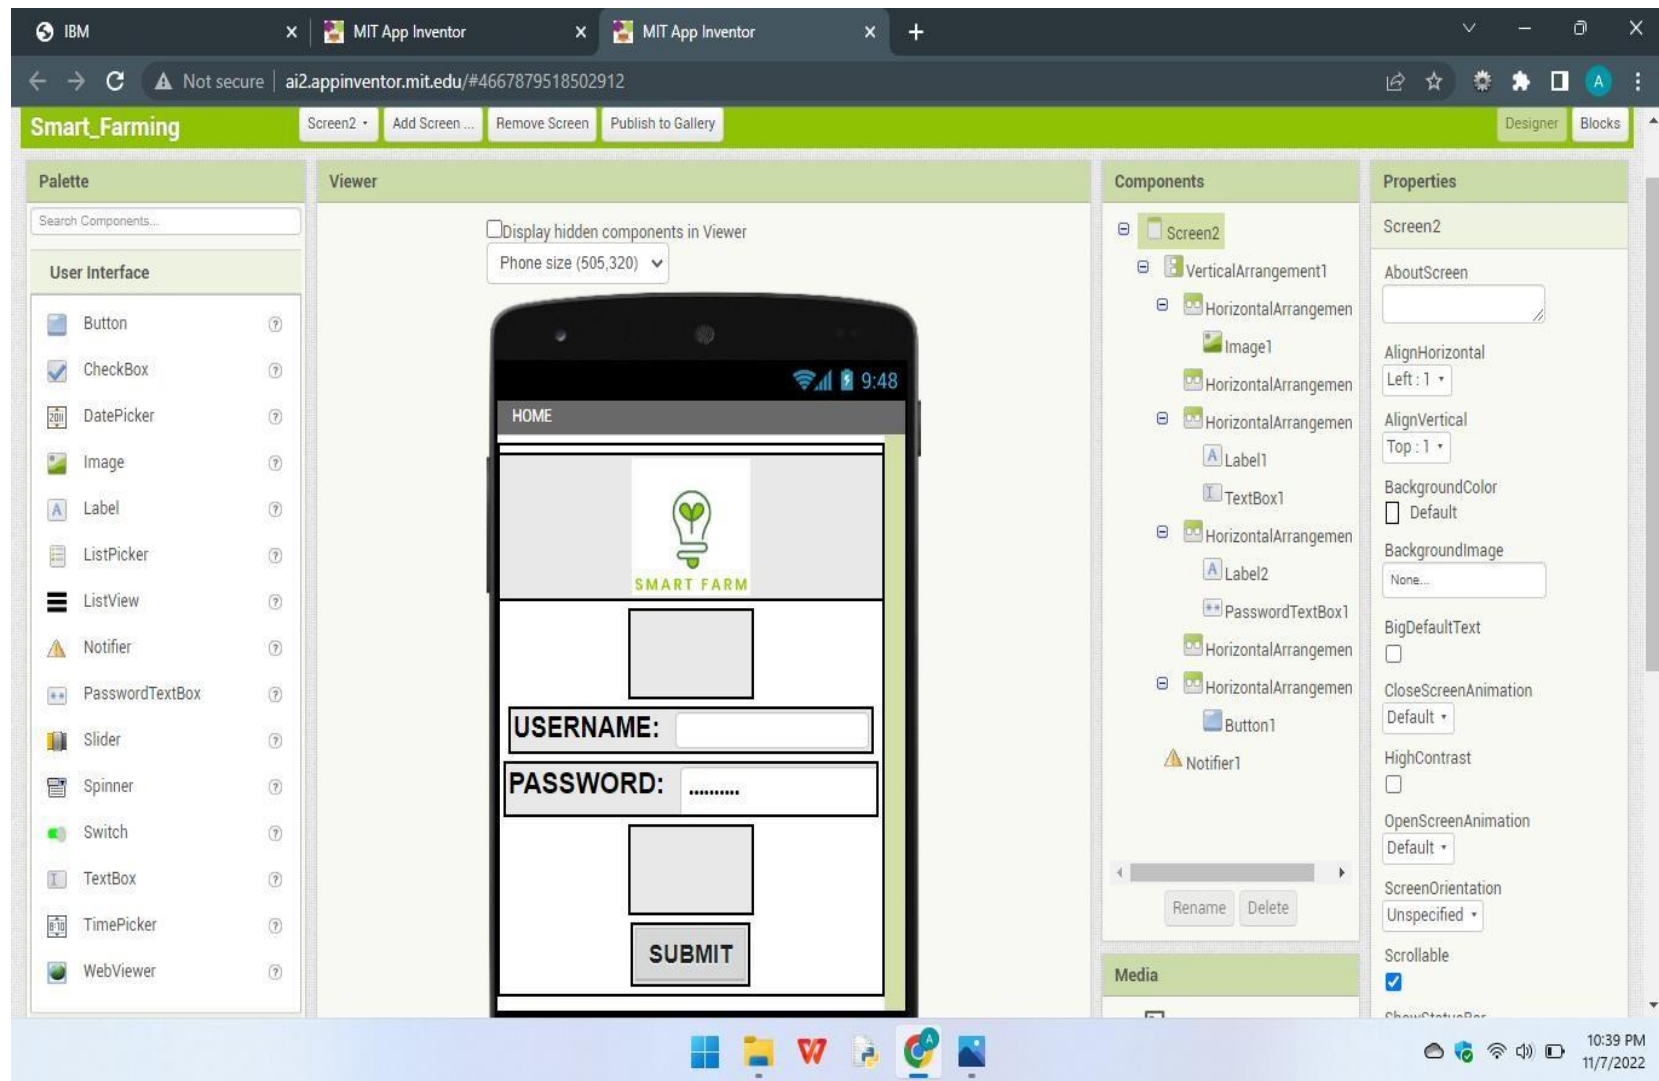 IBM
MIT App Inventor
MIT App Inventor
Not secure
ai2.appinventor.mit.edu/#4667879518502912
A
Smart_Farming
Screen2
Add Screen ...
Remove Screen
Publish to Gallery
Designer
Blocks
Palette
Search Components...
User Interface
Button
CheckBox
DatePicker
Image
Label
ListPicker
ListView
Notifier
PasswordTextBox
Slider
Spinner
Switch
TextBox
TimePicker
WebViewer
Viewer
Display hidden components in Viewer
Phone size (505,320)
9:48
HOME
SMART FARM
USERNAME:
PASSWORD: ..........
SUBMIT
Components
Screen2
VerticalArrangement1
HorizontalArrangemen
Image1
HorizontalArrangemen
HorizontalArrangemen
Label1
TextBox1
HorizontalArrangemen
Label2
PasswordTextBox1
HorizontalArrangemen
HorizontalArrangemen
Button1
Notifier1
Rename
Delete
Media
Properties
Screen2
AboutScreen
AlignHorizontal
Left : 1
AlignVertical
Top : 1
BackgroundColor
Default
BackgroundImage
None...
BigDefaultText
CloseScreenAnimation
Default
HighContrast
OpenScreenAnimation
Default
ScreenOrientation
Unspecified
Scrollable
ShowStatusBar
10:39 PM
11/7/2022